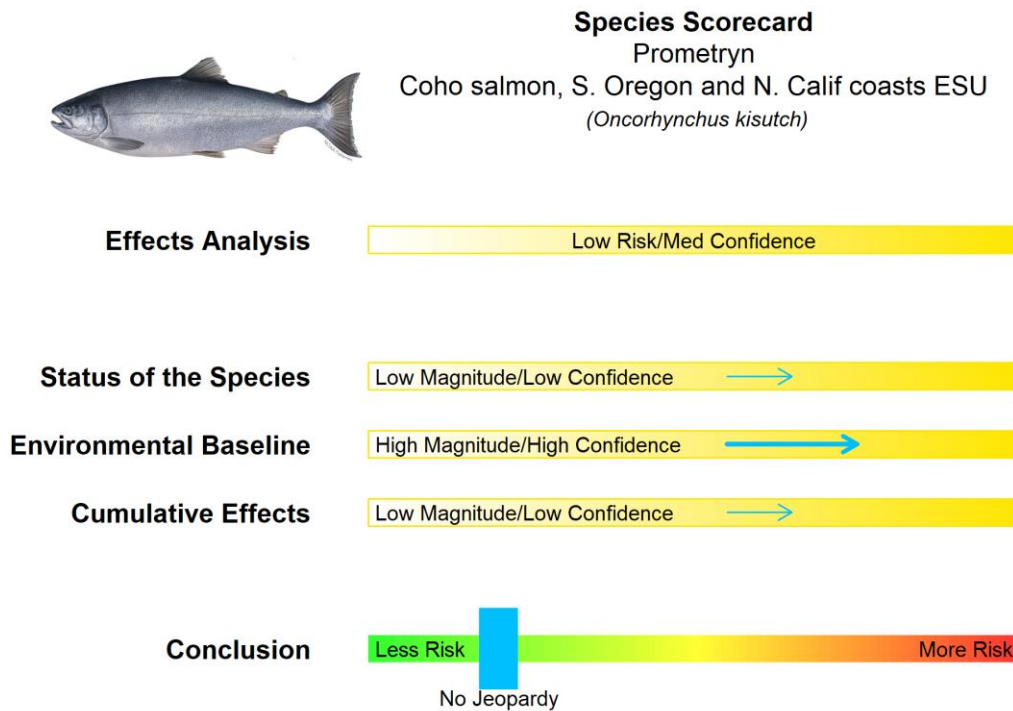 Species Scorecard
Prometryn
Coho salmon, S. Oregon and N. Calif coasts ESU
(Oncorhynchus kisutch)
Effects Analysis
Low Risk/Med Confidence
Status of the Species
Low Magnitude/Low Confidence
Environmental Baseline
High Magnitude/High Confidence
Cumulative Effects
Low Magnitude/Low Confidence
Conclusion
Less Risk
More Risk
No Jeopardy